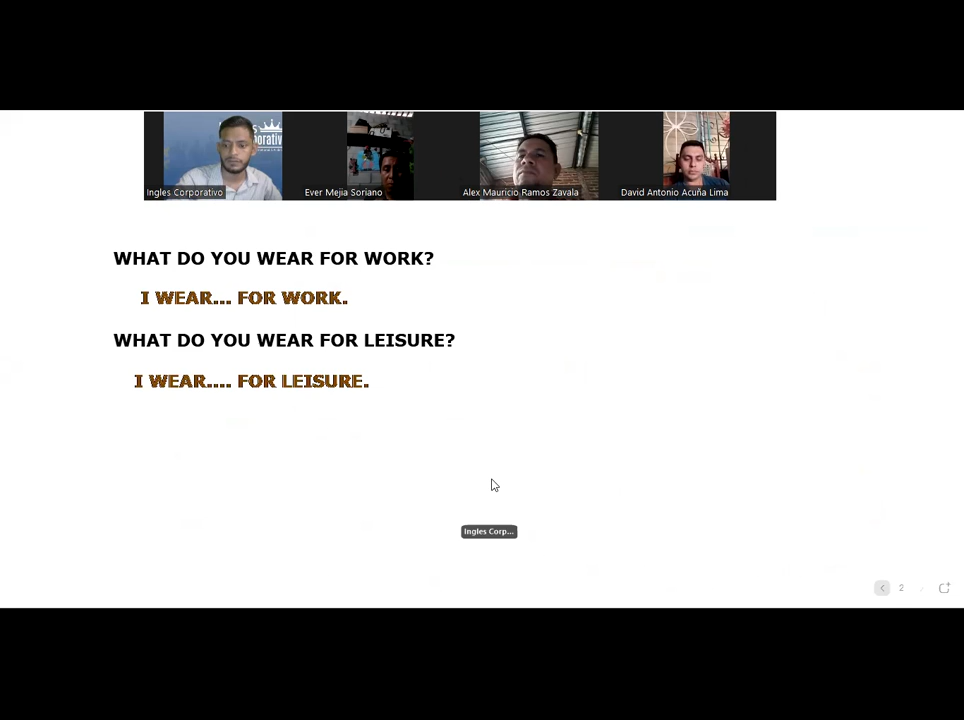 orativo
Ingles Corporativo
Ever Mejia Soriano
Alex Mauricio Ramos Zavala
David Antonio Acuña Lima
WHAT DO YOU WEAR FOR WORK?
I WEAR... FOR WORK.
WHAT DO YOU WEAR FOR LEISURE?
I WEAR.... FOR LEISURE.
Ingles Corp...
2